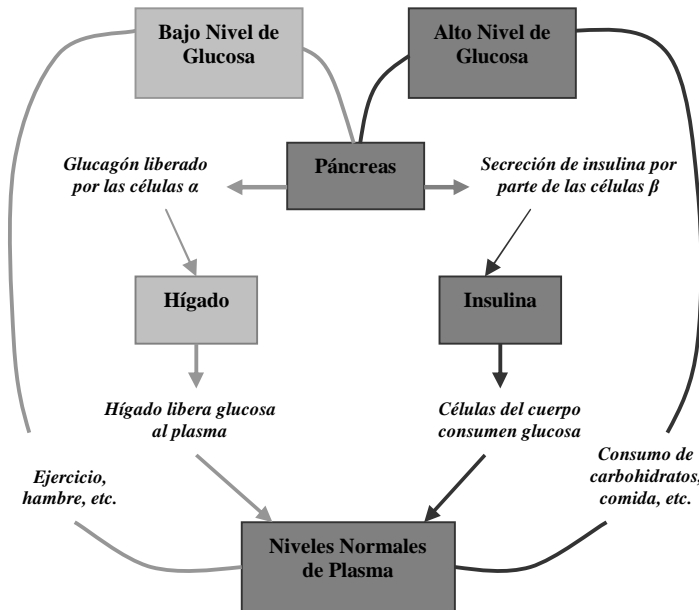 Bajo Nivel de
Glucosa
Alto Nivel de
Glucosa
Páncreas
Glucagón liberado
por las células α
Secreción de insulina por
parte de las células β
Hígado
Insulina
Hígado libera glucosa
al plasma
Células del cuerpo
consumen glucosa
Ejercicio,
hambre, etc.
Consumo de
carbohidratos,
comida, etc.
Niveles Normales
de Plasma